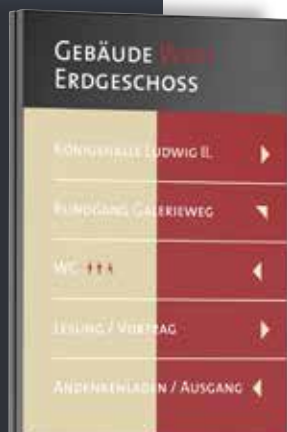 GEBÄUDE
ERDGESCHOSS
KÖNIGSHALLE LUDWIG II.
RUNDGANG GALERIEWEG
WC
LESUNG / VORTRAG
ANDENKENLADEN / AUSGANG